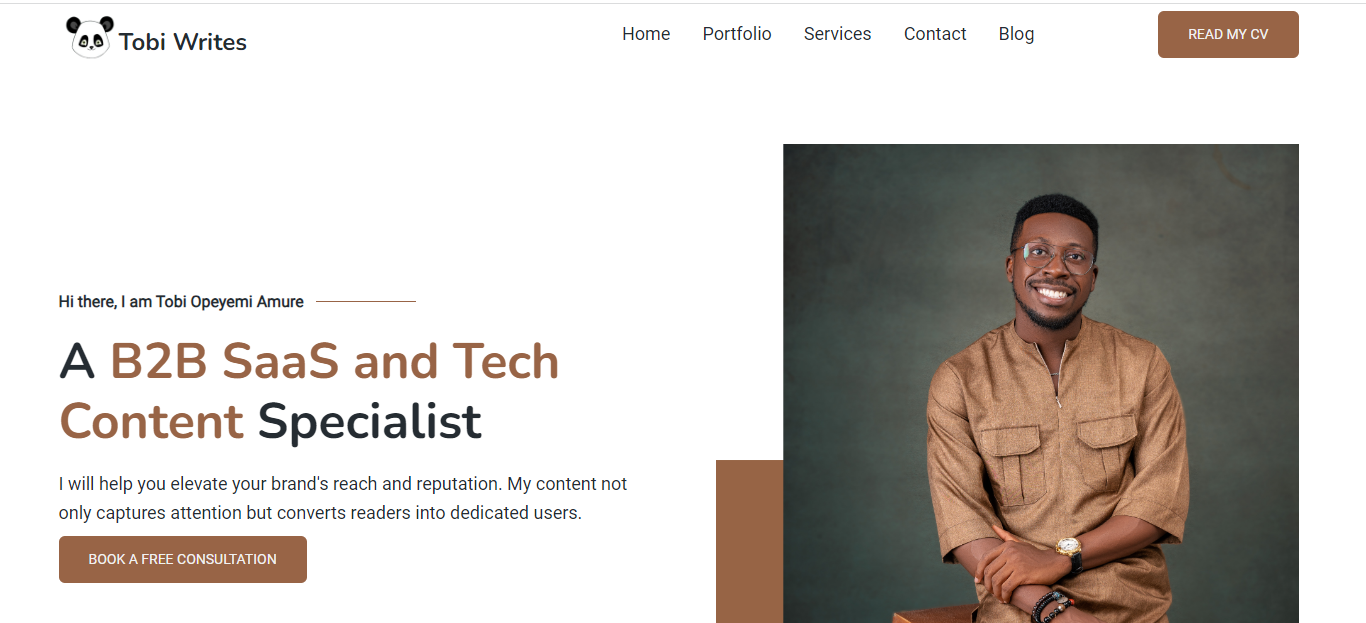 Tobi Writes
Home Portfolio Services Contact Blog
READ MY CV
Hi there, I am Tobi Opeyemi Amure
A B2B SaaS and Tech
Content Specialist
I will help you elevate your brand's reach and reputation. My content not
only captures attention but converts readers into dedicated users.
BOOK A FREE CONSULTATION